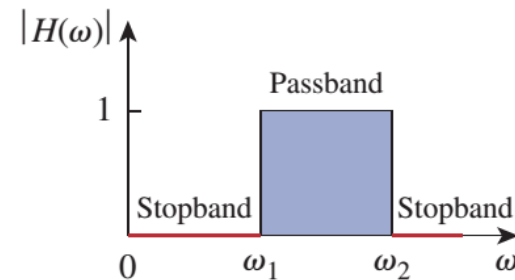 |H(ω)|
Passband
1
Stopband
Stopband
0
ω₁
ω₂
ω